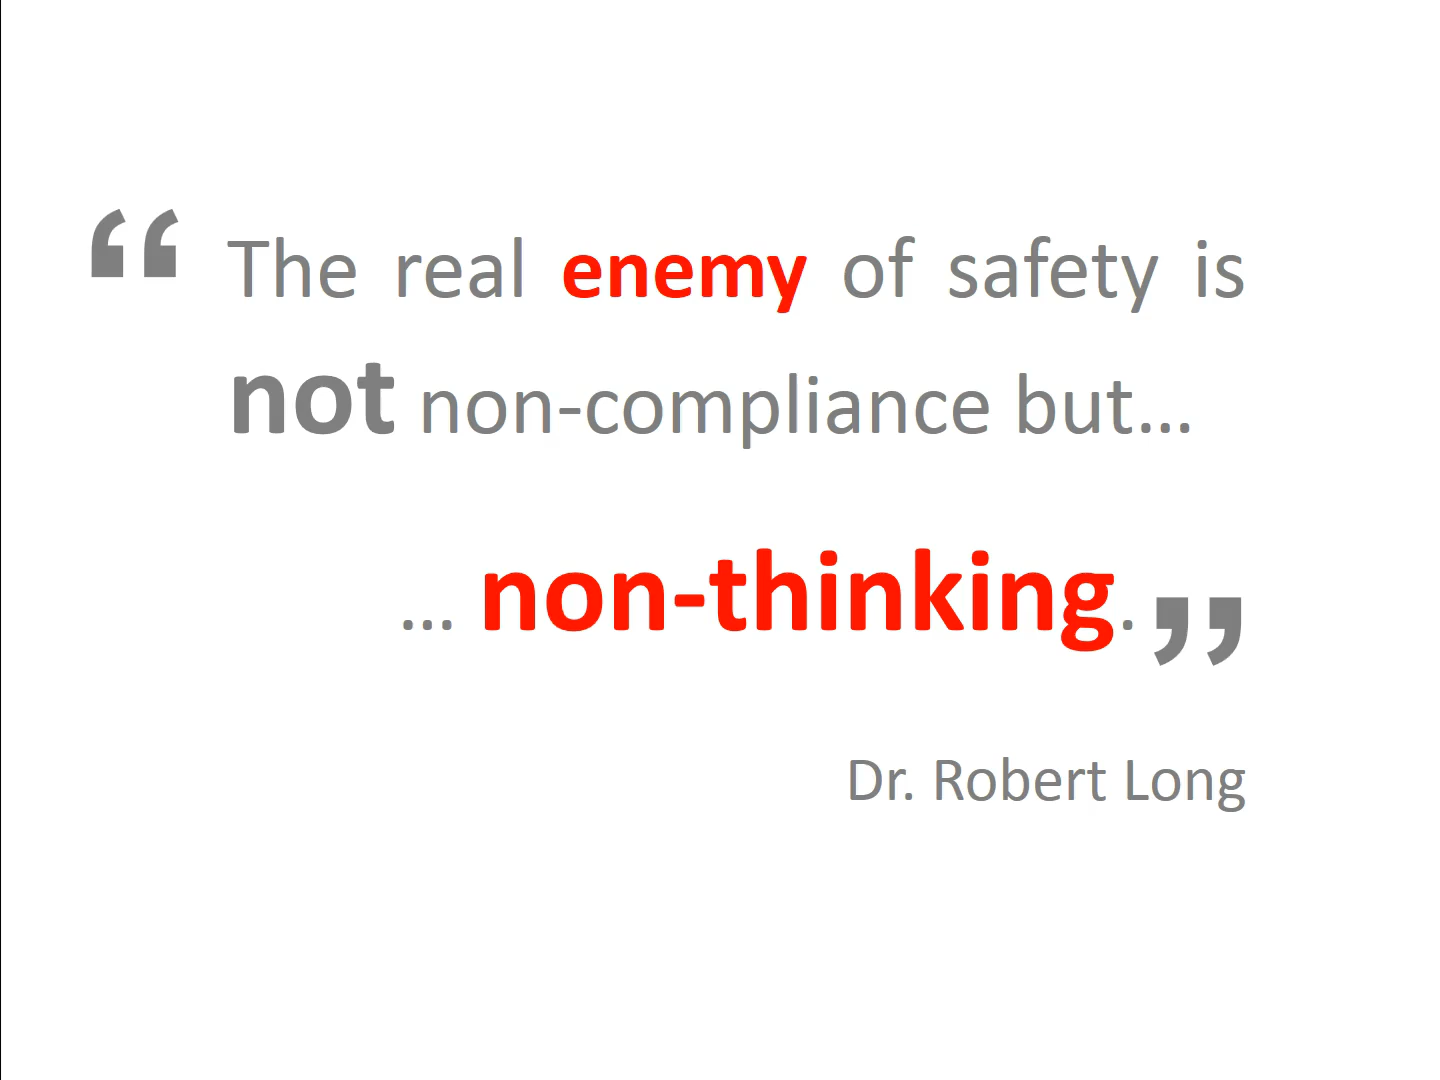 “ The real enemy of safety is
not non-compliance but...
... non-thinking. ”
Dr. Robert Long